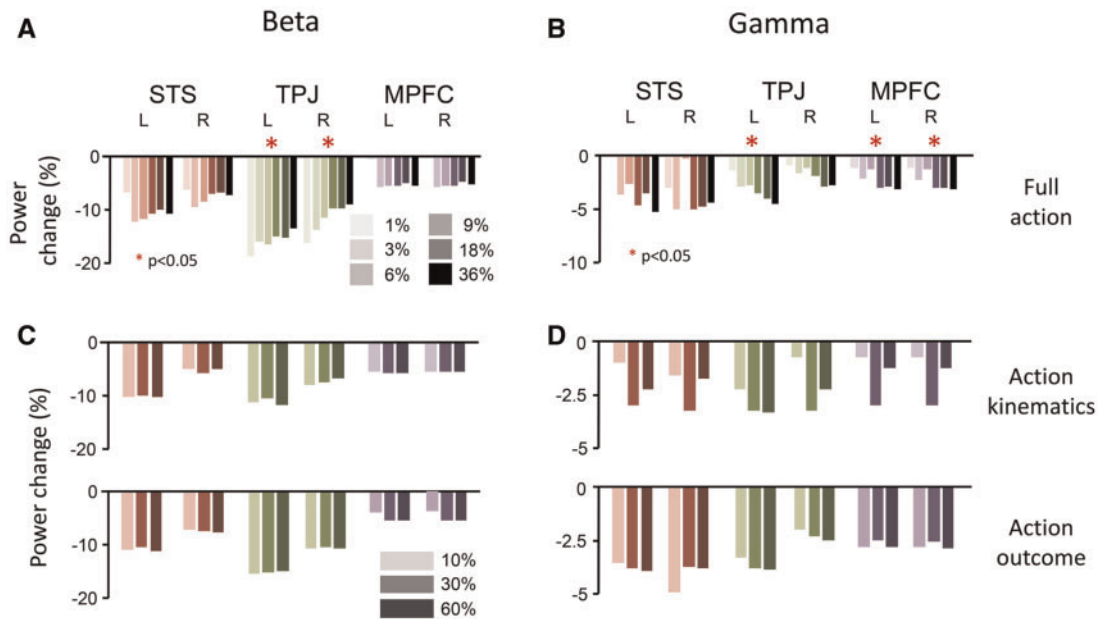 A
Beta
STS
TPJ
MPFC
L R L R L R
* *
Power change (%)
0
-10
-20
* p<0.05
1%
3%
6%
9%
18%
36%
B
Gamma
STS
TPJ
MPFC
L R L R L R
* * *
0
-5
-10
* p<0.05
Full action
C
Power change (%)
0
-10
-20
0
-10
-20
10%
30%
60%
D
0
-2.5
-5
Action kinematics
0
-2.5
-5
Action outcome